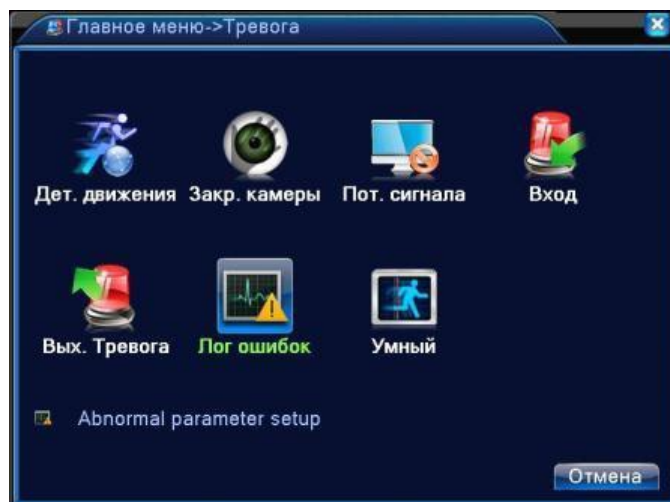 Главное меню->Тревога
Дет. движения Закр. камеры Пот. сигнала Вход
Вых. Тревога Лог ошибок Умный
Abnormal parameter setup
Отмена